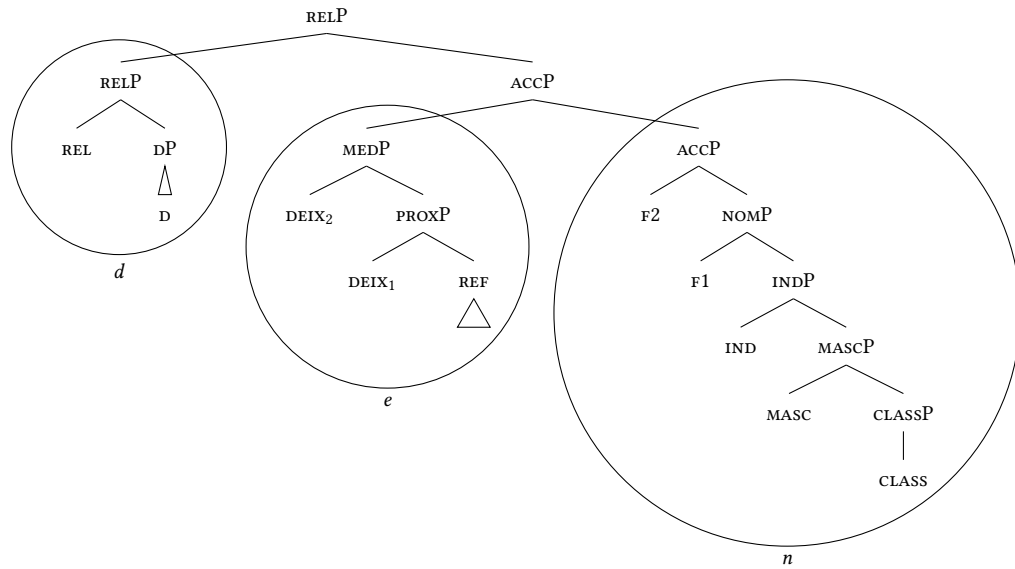 RELP
RELP ACCP
REL DP MEDP ACCP
D DEIX₂ PROXP F2 NOMP
d DEIX₁ REF F1 INDP
IND MASCP
e MASC CLASSP
CLASS
n